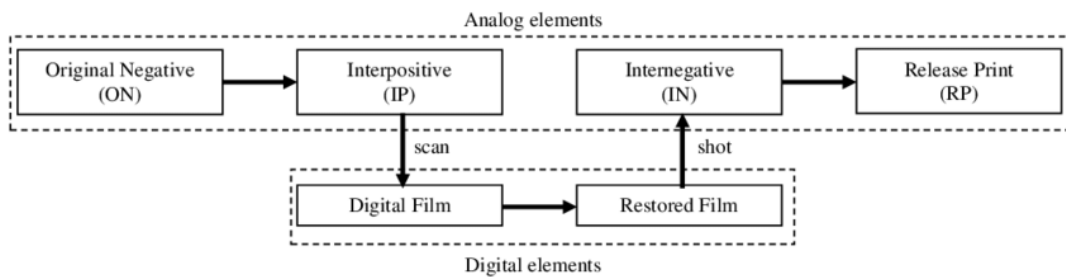 Analog elements
Original Negative
(ON)
Interpositive
(IP)
Internegative
(IN)
Release Print
(RP)
scan
shot
Digital Film
Restored Film
Digital elements